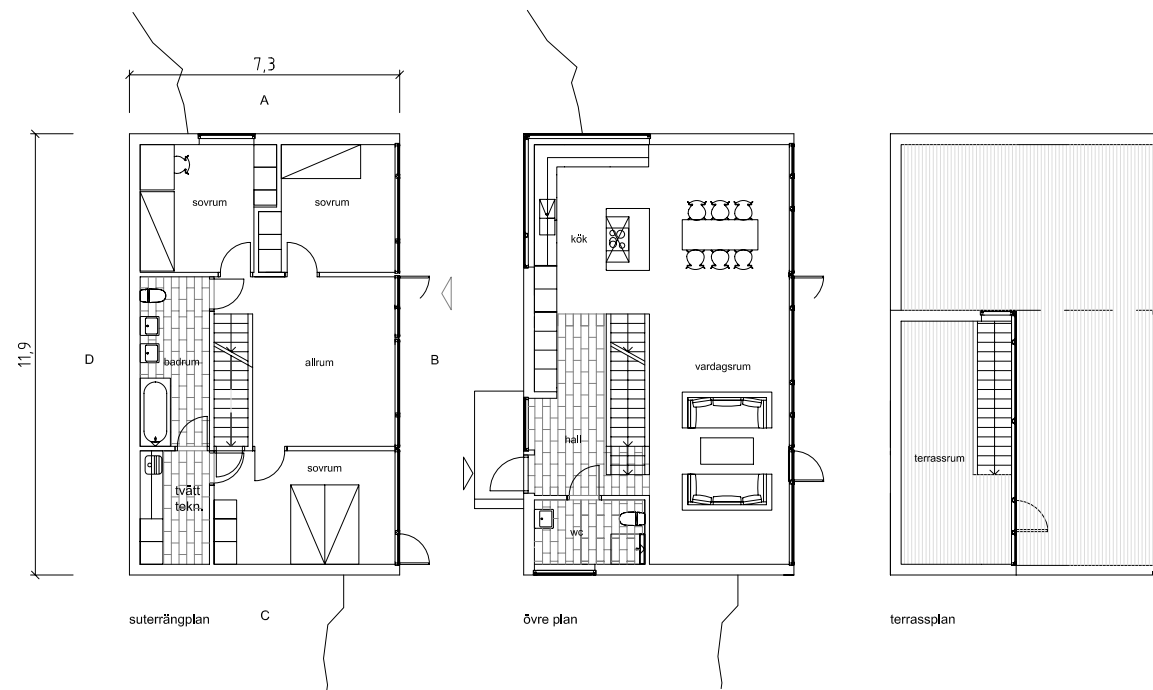 7,3
A
sovrum
sovrum
11,9
D
badrum
allrum
B
sovrum
tvätt
tekn.
suterrängplan
C
kök
vardagsrum
hall
wc
övre plan
terrassrum
terrassplan